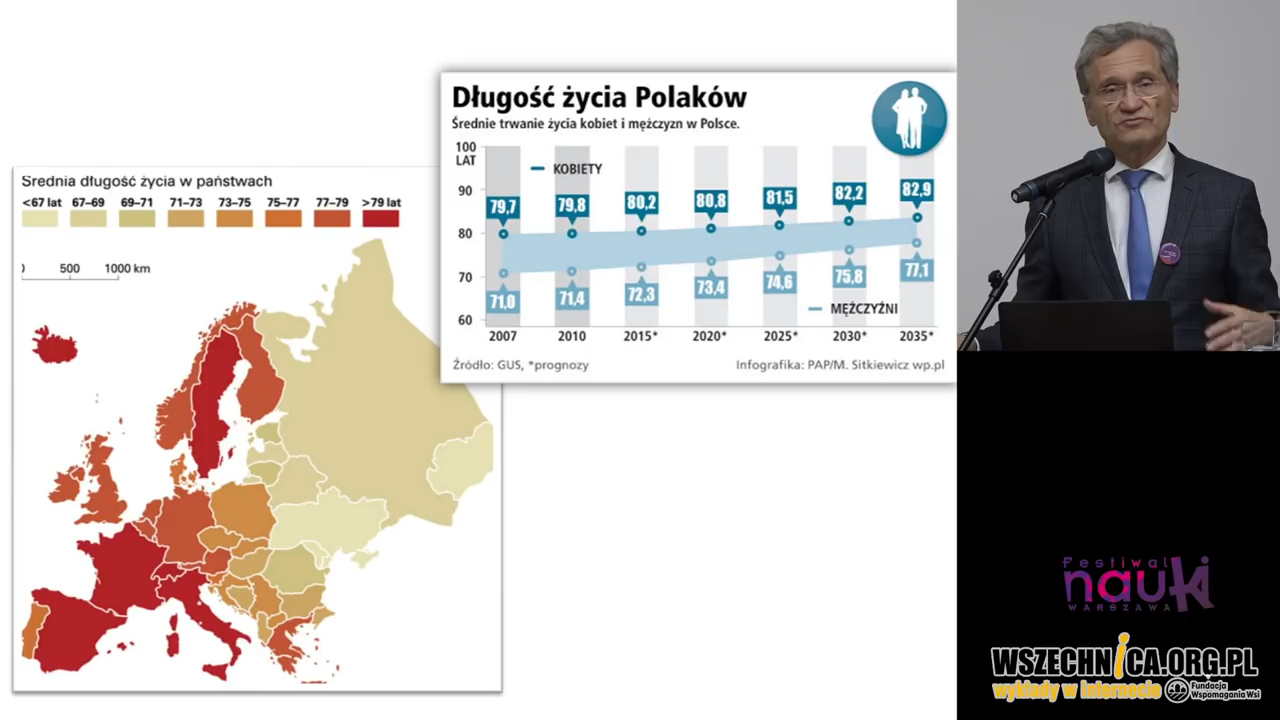 Długość życia Polaków
Średnie trwanie życia kobiet i mężczyzn w Polsce.
100
LAT
90
80
70
60
KOBIETY
79,7 79,8 80,2 80,8 81,5 82,2 82,9
71,0 71,4 72,3 73,4 74,6 75,8 77,1
MĘŻCZYŹNI
2007 2010 2015* 2020* 2025* 2030* 2035*
Źródło: GUS, *prognozy
Infografika: PAP/M. Sitkiewicz wp.pl
Srednia długość życia w państwach
<67 lat 67–69 69–71 71–73 73–75 75–77 77–79 >79 lat
500 1000 km
Festiwal
nauki
WARSZAWA
WSZECHNiCA.ORG.PL
wykłady w internecie
Fundacja
Wspomagania Wsi